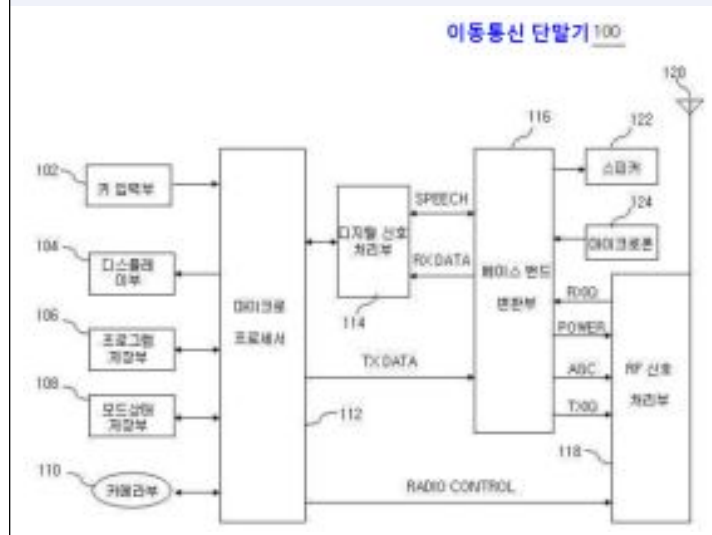 이동통신 단말기 100
120
116
122
스피커
102
키 입력부
SPEECH
124
마이크로폰
디지털 신호
처리부
104
디스플레
이부
RX DATA
베이스 밴드
변환부
114
RXIQ
106
프로그램
저장부
마이크로
프로세서
POWER
TX DATA
AGC
RF 신호
처리부
108
모드상태
저장부
TXIQ
112
118
110
카메라부
RADIO CONTROL